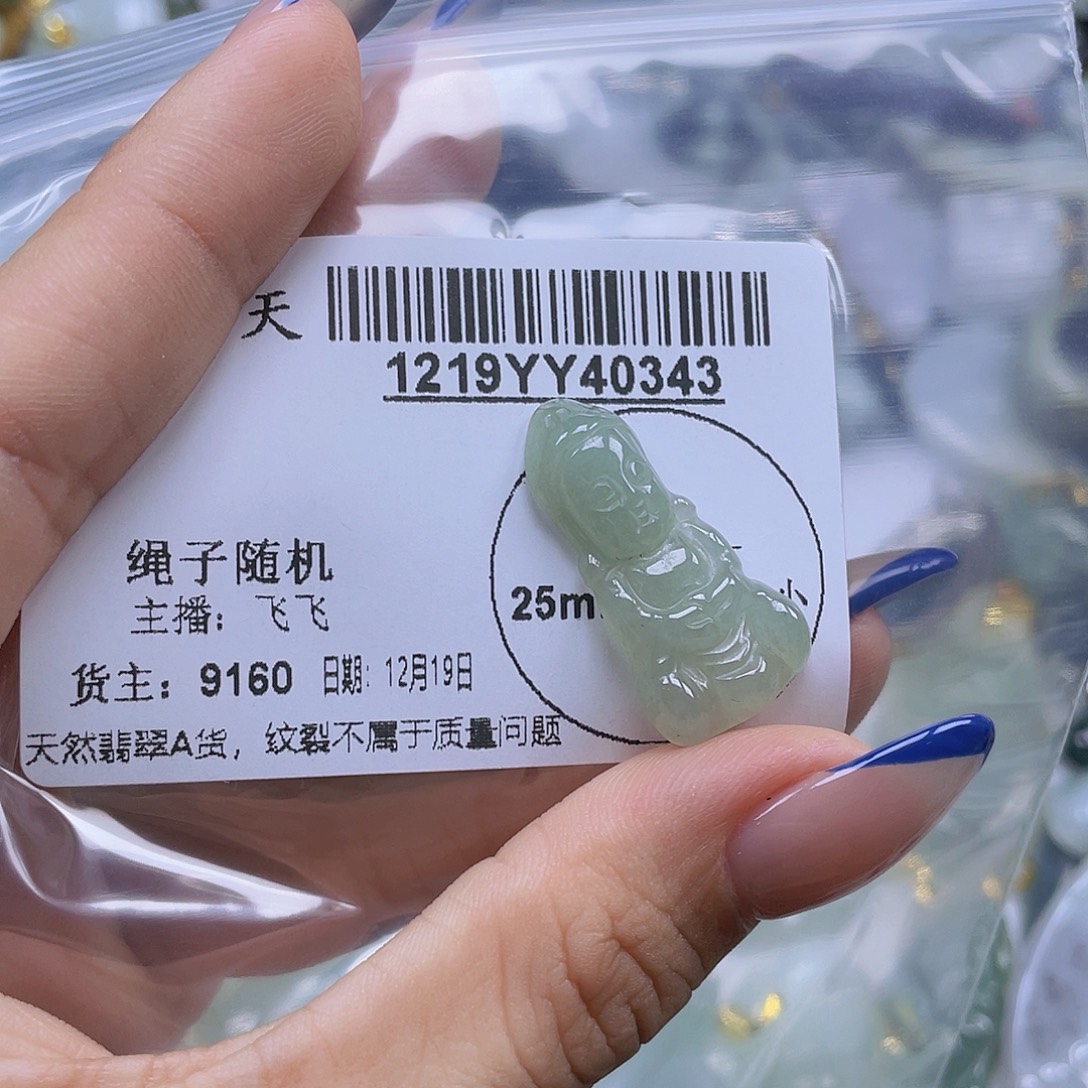 天
1219YY40343
25m
小
绳子随机
主播：飞飞
货主：9160 日期：12月19日
天然翡翠A货，纹裂不属于质量问题